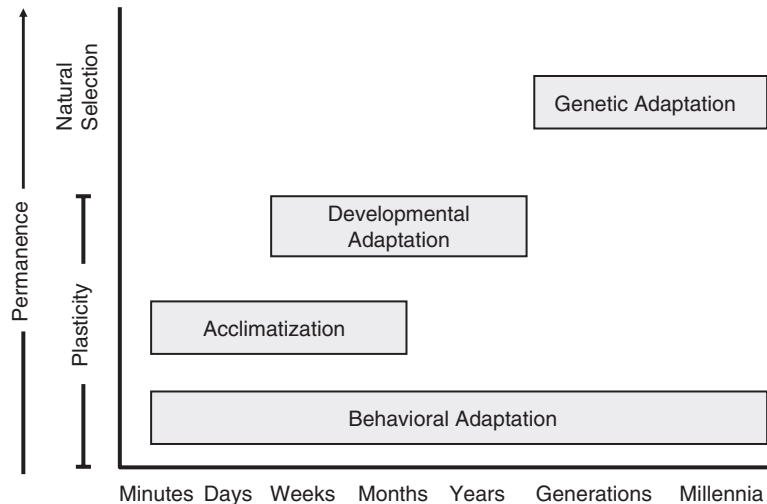 Permanence
Plasticity
Natural
Selection
Genetic Adaptation
Developmental
Adaptation
Acclimatization
Behavioral Adaptation
Minutes Days Weeks Months Years Generations Millennia